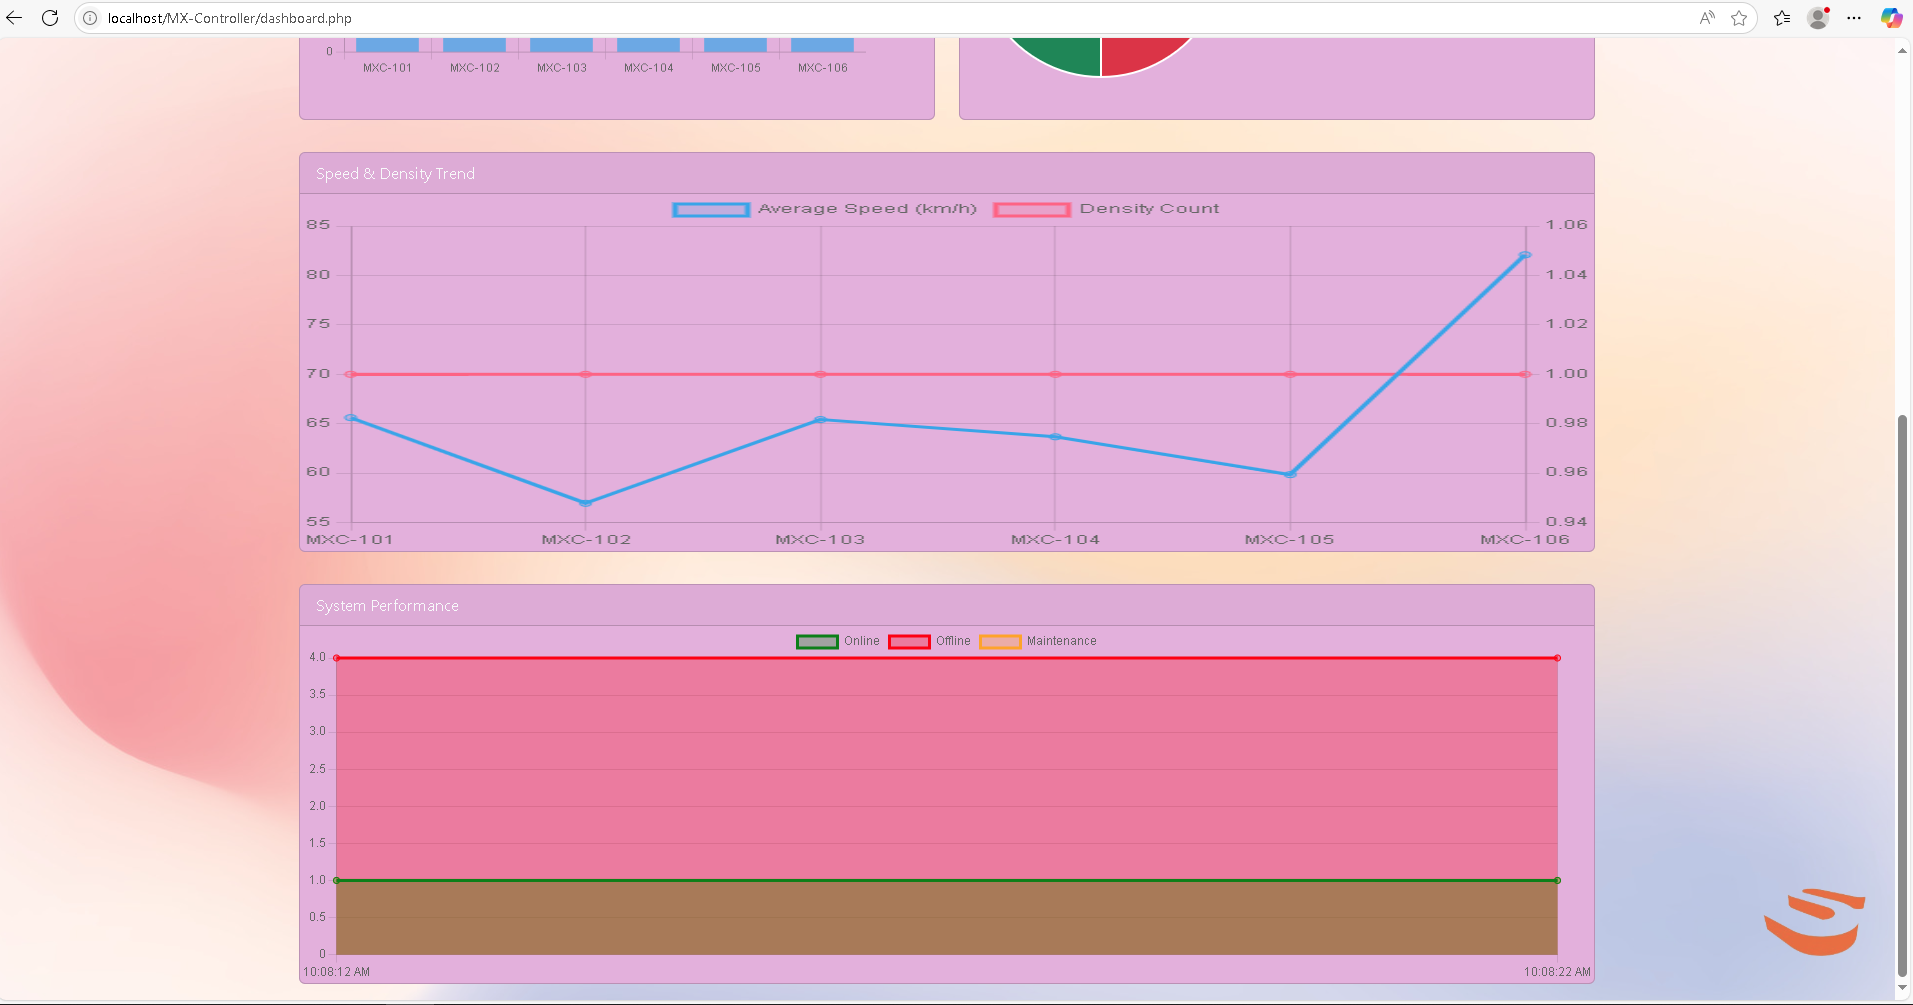 localhost/MX-Controller/dashboard.php
0
MXC-101 MXC-102 MXC-103 MXC-104 MXC-105 MXC-106
Speed & Density Trend
Average Speed (km/h) Density Count
85 1.06
80 1.04
75 1.02
70 1.00
65 0.98
60 0.96
55 0.94
MXC-101 MXC-102 MXC-103 MXC-104 MXC-105 MXC-106
System Performance
Online Offline Maintenance
4.0
3.5
3.0
2.5
2.0
1.5
1.0
0.5
0
10:08:12 AM 10:08:22 AM